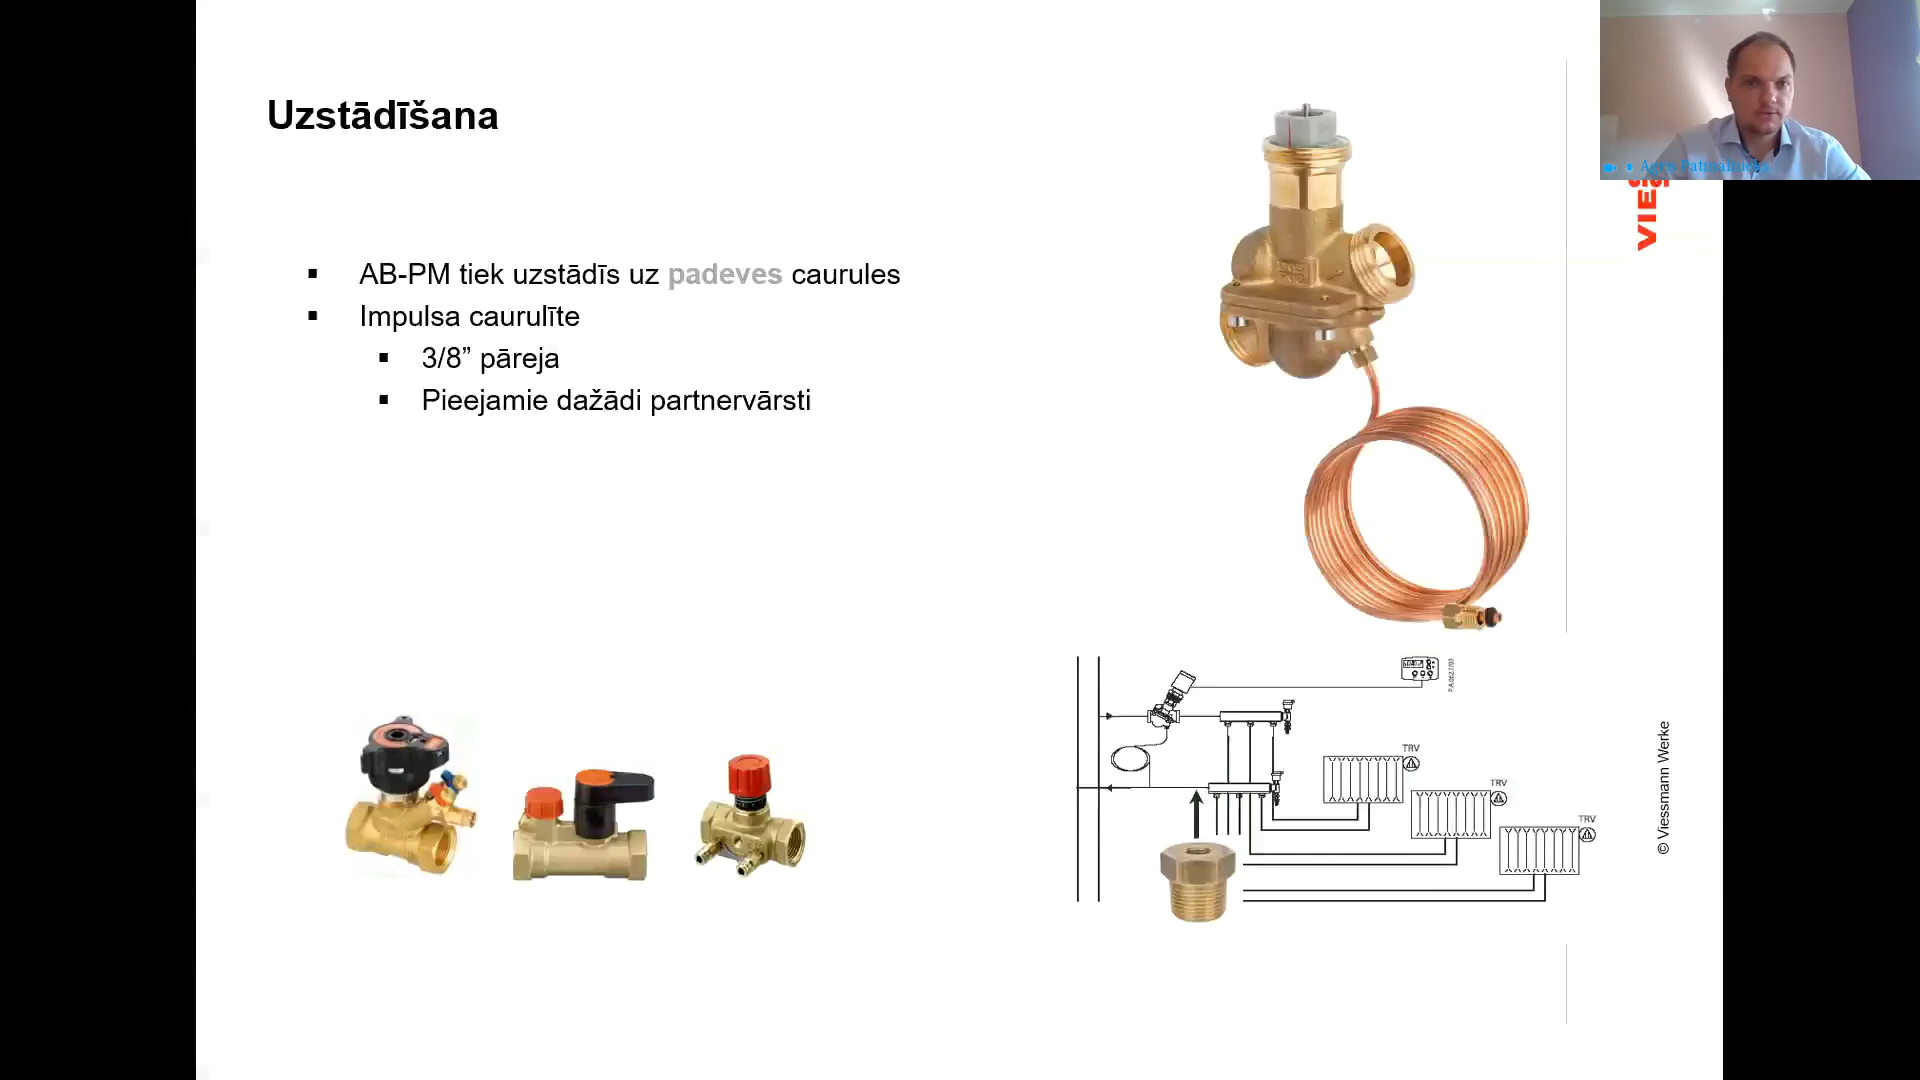 Uzstādīšana
AB-PM tiek uzstādīs uz padeves caurules
Impulsa caurulīte
3/8” pāreja
Pieejamie dažādi partnervārsti
VIES
TRV
TRV
TRV
© Viessmann Werke